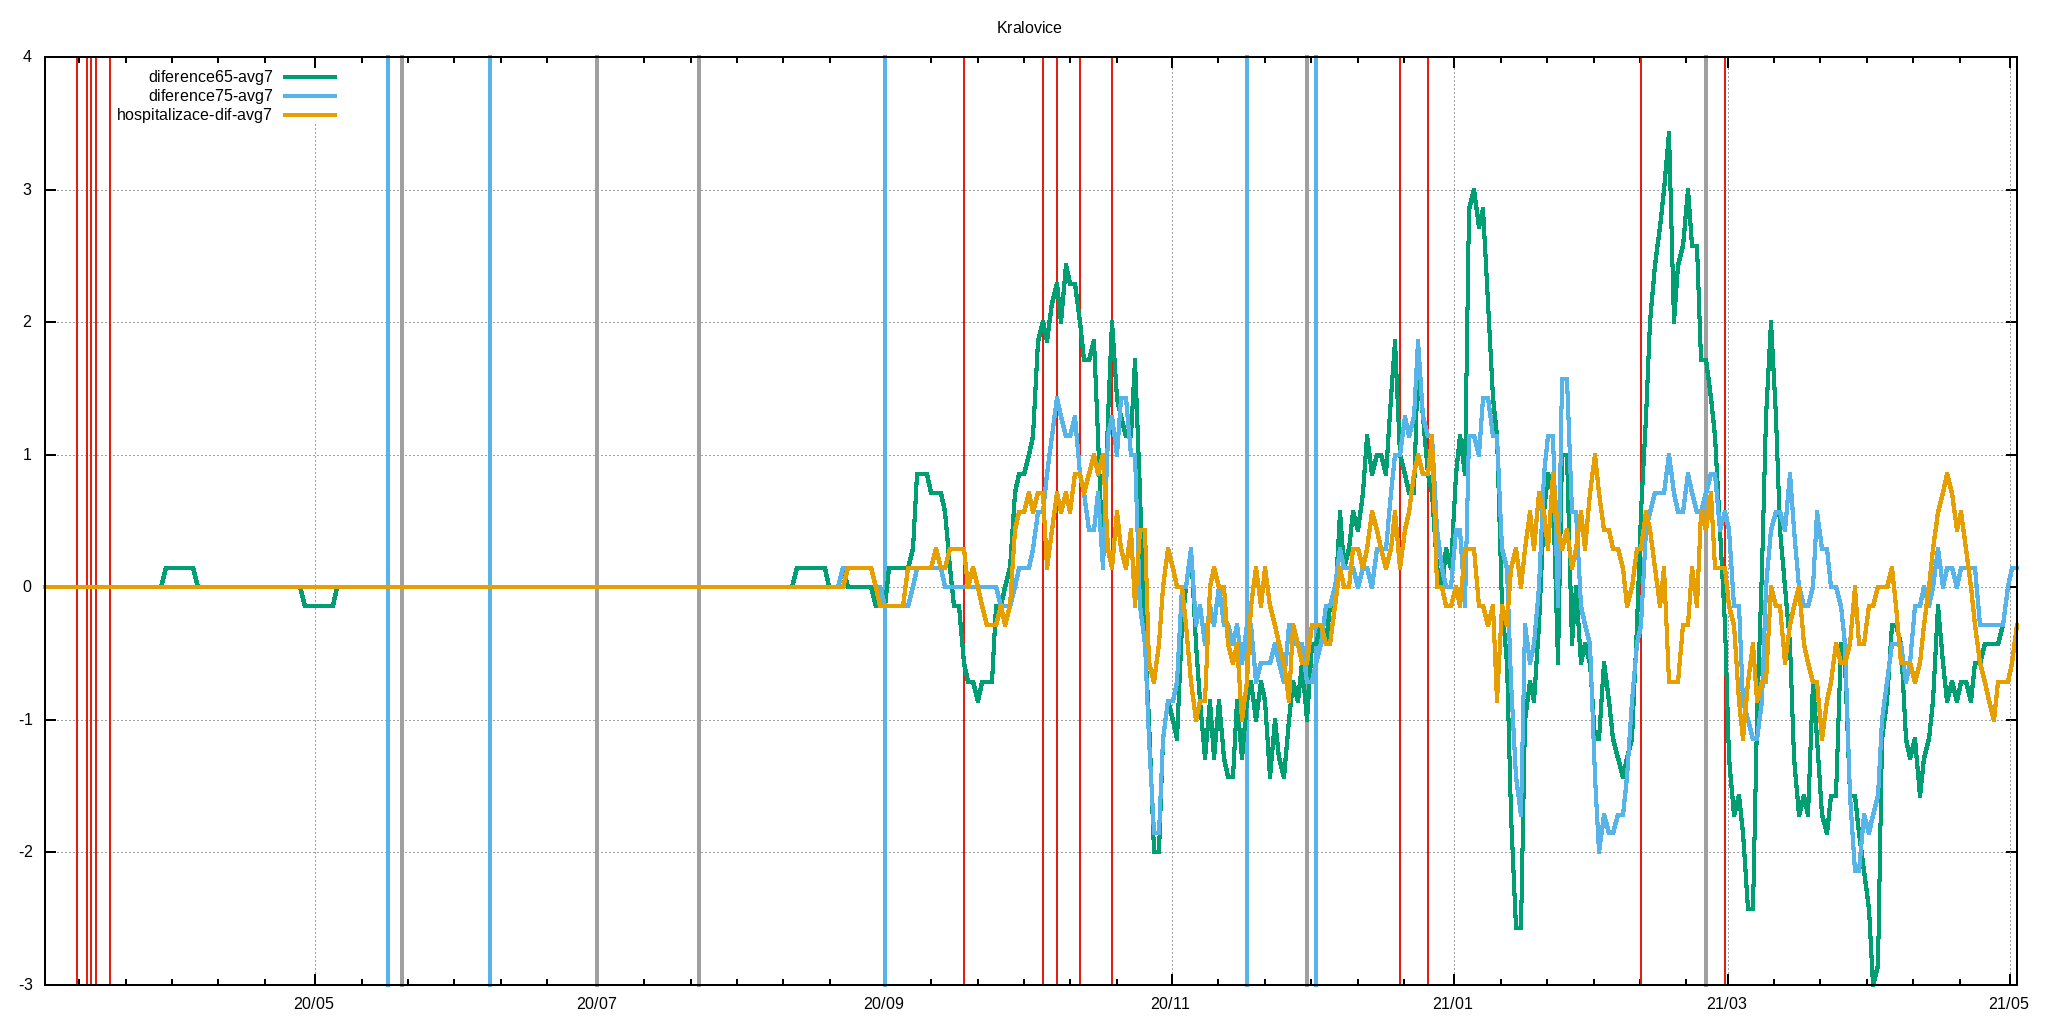 Kralovice
4
diference65-avg7
diference75-avg7
hospitalizace-dif-avg7
3
2
1
0
-1
-2
-3
20/05 20/07 20/09 20/11 21/01 21/03 21/05